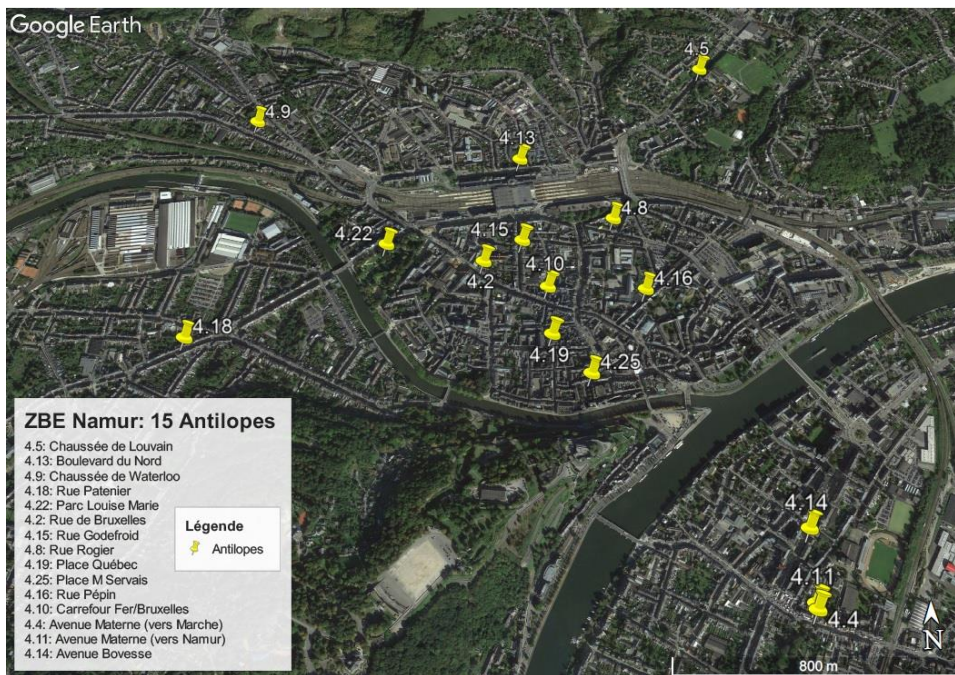 Google Earth
4.5
4.9
4.13
4.8
4.22
4.15
4.2
4.10
4.16
4.18
4.19
4.25
4.14
4.11
4.4
ZBE Namur: 15 Antilopes
4.5: Chaussée de Louvain
4.13: Boulevard du Nord
4.9: Chaussée de Waterloo
4.18: Rue Patenier
4.22: Parc Louise Marie
4.2: Rue de Bruxelles
4.15: Rue Godefroid
4.8: Rue Rogier
4.19: Place Québec
4.25: Place M Servais
4.16: Rue Pépin
4.10: Carrefour Fer/Bruxelles
4.4: Avenue Materne (vers Marche)
4.11: Avenue Materne (vers Namur)
4.14: Avenue Bovesse
Légende
Antilopes
N
800 m